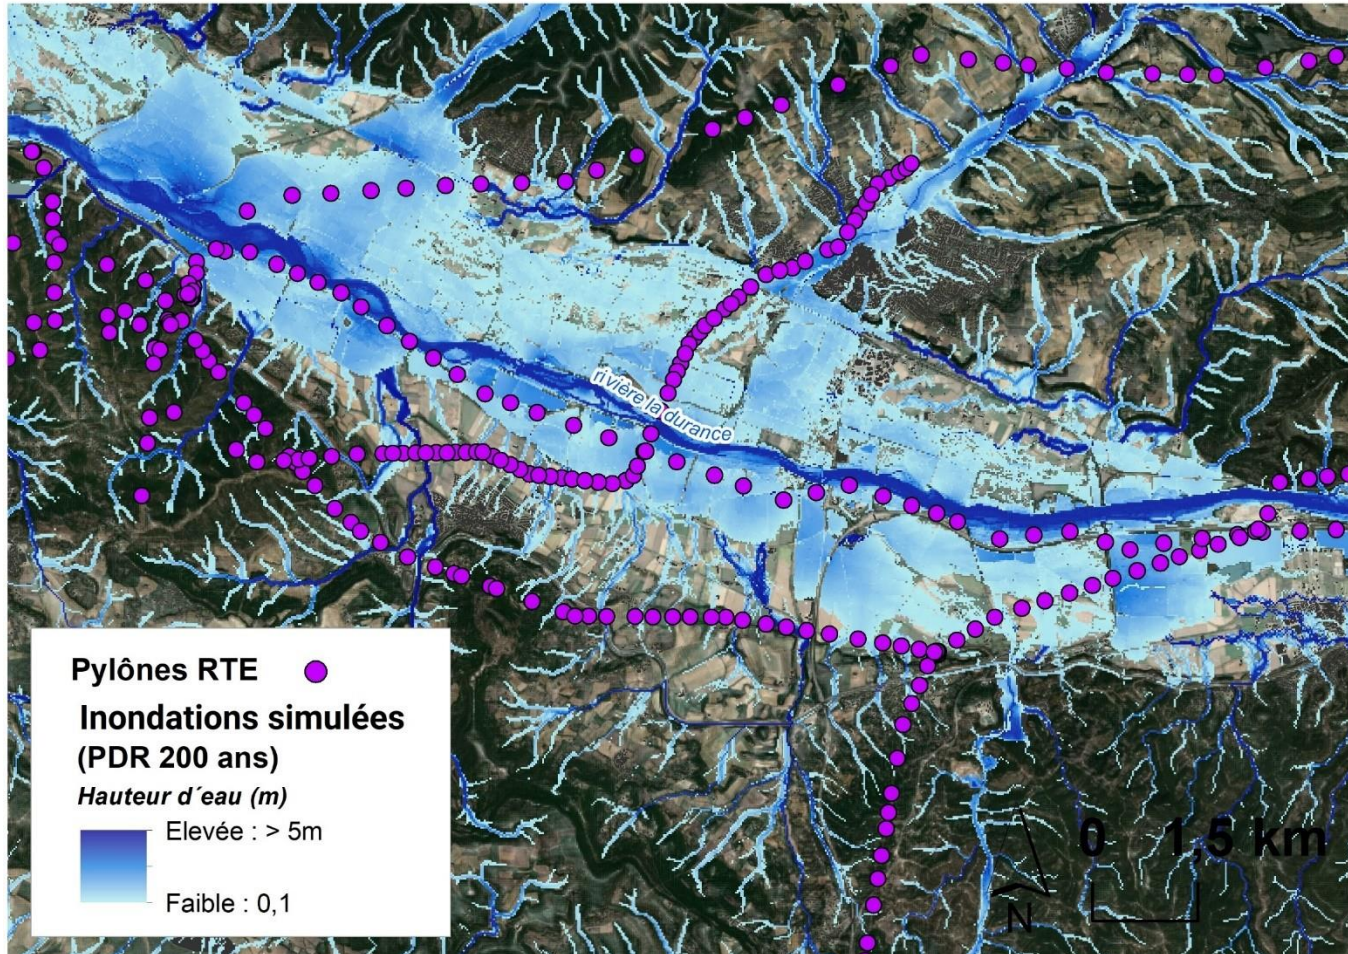 rivière la durance
Pylônes RTE
Inondations simulées
(PDR 200 ans)
Hauteur d´eau (m)
Elevée : > 5m
Faible : 0,1
0 1,5 km
N